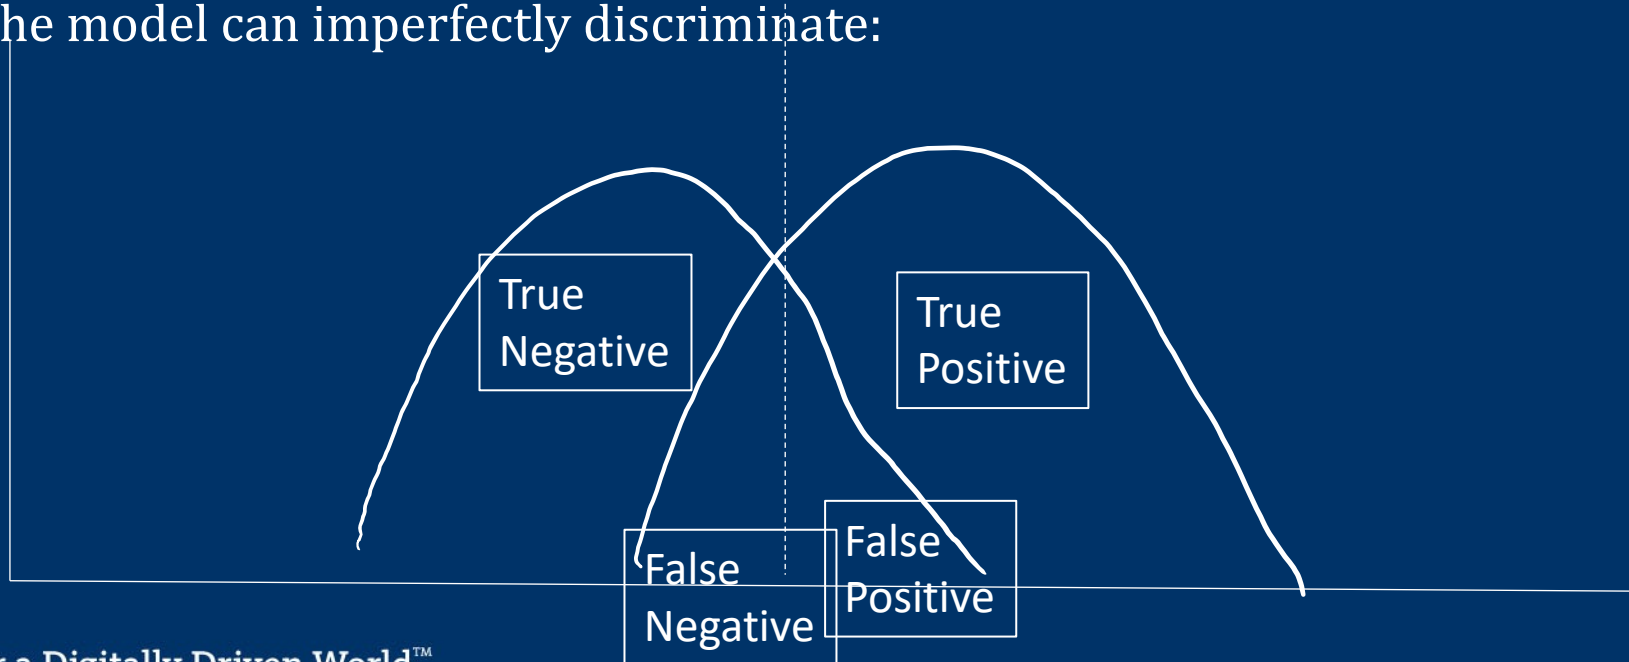 he model can imperfectly discriminate:
True
Negative
True
Positive
False
Negative
False
Positive
r a Digitally Driven World™